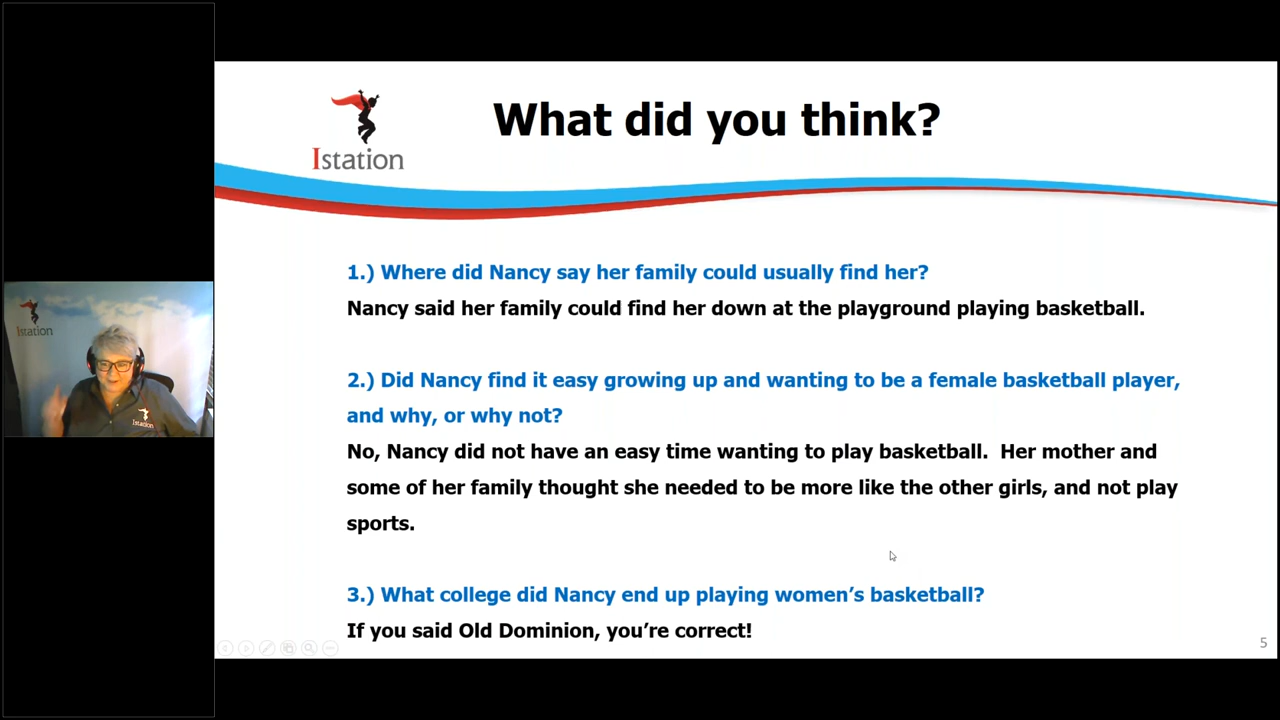 What did you think?
Istation
1.) Where did Nancy say her family could usually find her?
Nancy said her family could find her down at the playground playing basketball.
2.) Did Nancy find it easy growing up and wanting to be a female basketball player,
and why, or why not?
No, Nancy did not have an easy time wanting to play basketball.  Her mother and
some of her family thought she needed to be more like the other girls, and not play
sports.
3.) What college did Nancy end up playing women’s basketball?
If you said Old Dominion, you’re correct!
5
Istation
Istation